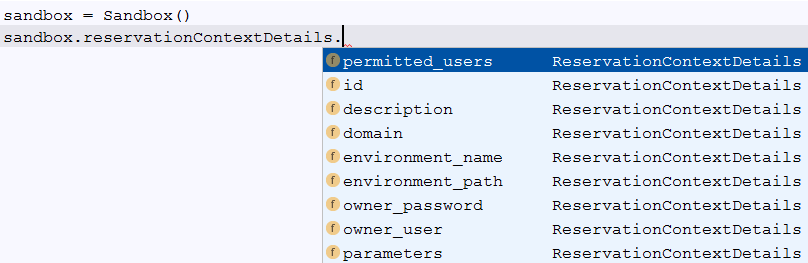 sandbox = Sandbox()
sandbox.reservationContextDetails.
f permitted_users ReservationContextDetails
f id ReservationContextDetails
f description ReservationContextDetails
f domain ReservationContextDetails
f environment_name ReservationContextDetails
f environment_path ReservationContextDetails
f owner_password ReservationContextDetails
f owner_user ReservationContextDetails
f parameters ReservationContextDetails